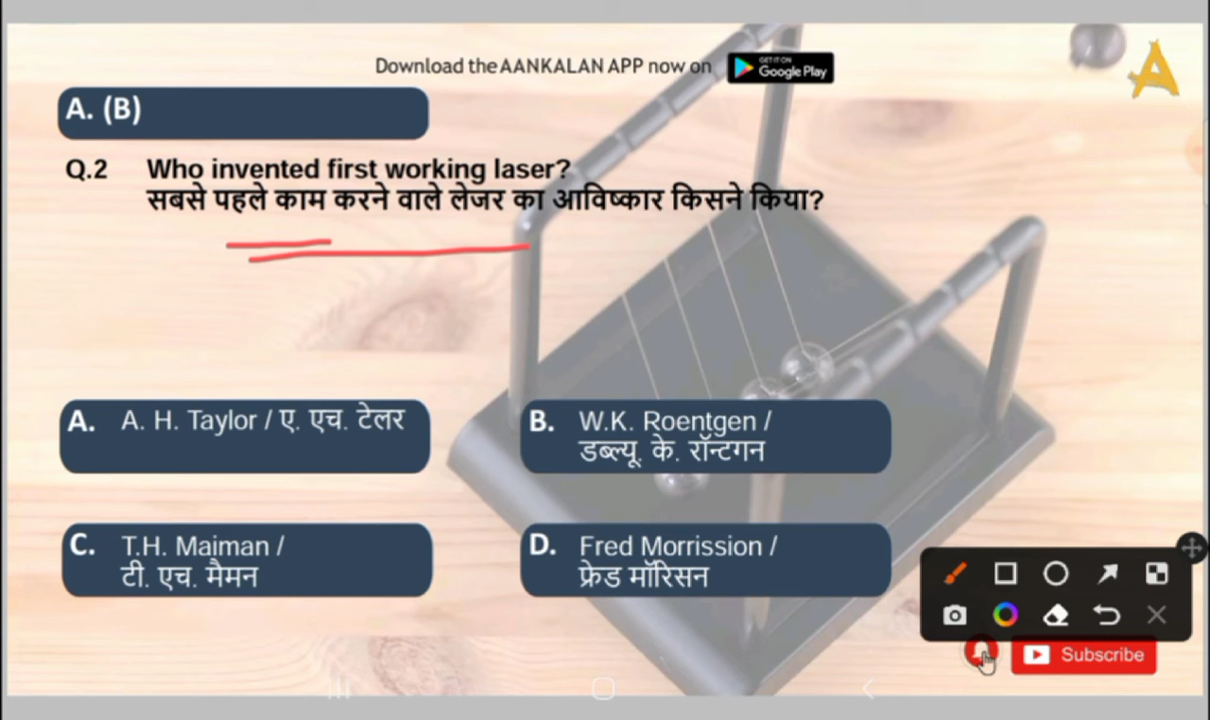 Download the AANKALAN APP now on
GET IT ON
Google Play
A
A. (B)
Q.2 Who invented first working laser?
सबसे पहले काम करने वाले लेजर का आविष्कार किसने किया?
A. A. H. Taylor / ए. एच. टेलर
B. W.K. Roentgen /
डब्ल्यू. के. रॉन्टगन
C. T.H. Maiman /
टी. एच. मैमन
D. Fred Morrission /
फ्रेड मॉरिसन
Subscribe